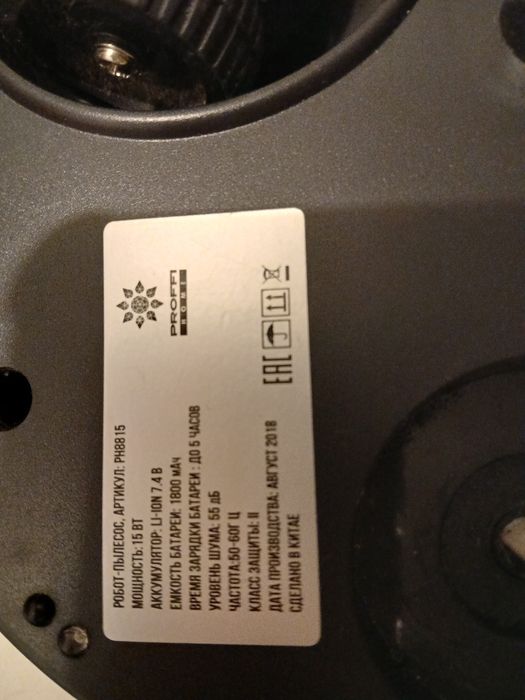 РОБОТ-ПЫЛЕСОС, АРТИКУЛ: PH8815
МОЩНОСТЬ: 15 ВТ
АККУМУЛЯТОР: LI-ION 7.4 В
ЕМКОСТЬ БАТАРЕИ: 1800 мАч
ВРЕМЯ ЗАРЯДКИ БАТАРЕИ : ДО 5 ЧАСОВ
УРОВЕНЬ ШУМА: 55 дБ
ЧАСТОТА:50-60Г Ц
КЛАСС ЗАЩИТЫ: II
ДАТА ПРОИЗВОДСТВА: АВГУСТ 2018
СДЕЛАНО В КИТАЕ
PROFFI
HOME
EAC